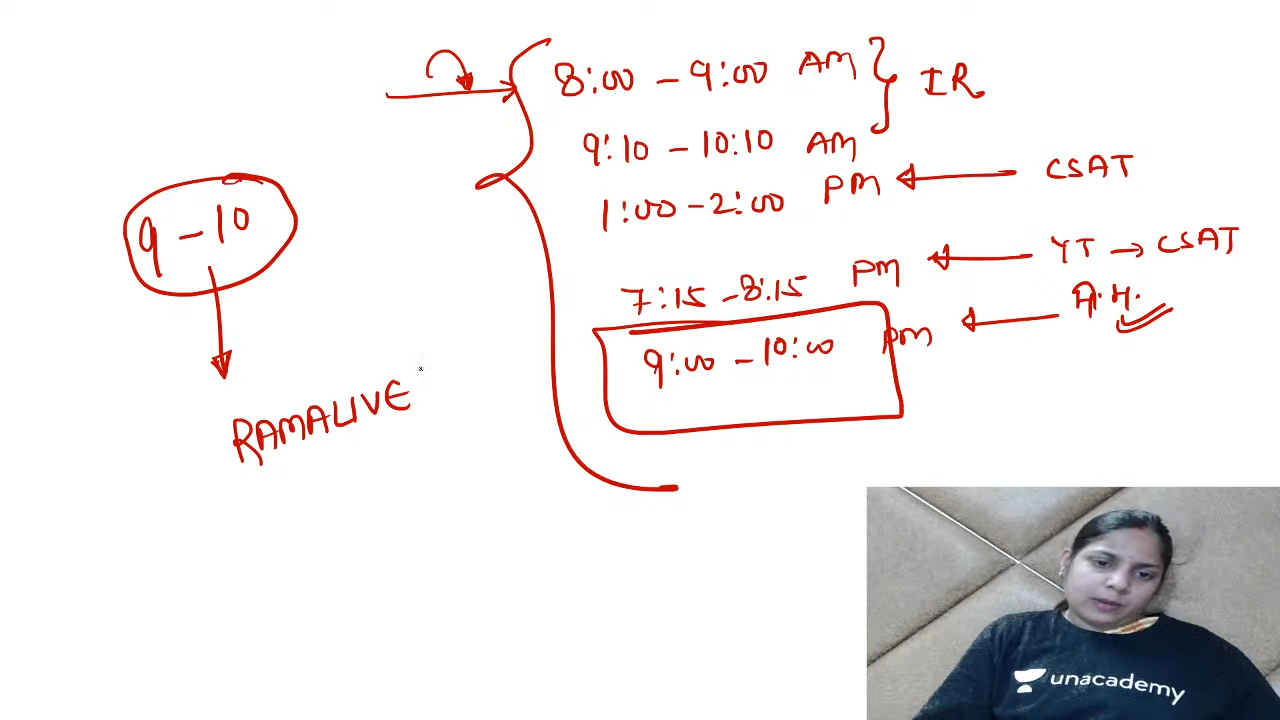 8:00 - 9:00 AM
IR
9:10 - 10:10 AM
1:00 - 2:00 PM
CSAT
7:15 - 8:15 PM
YT → CSAT
9:00 - 10:00 PM
A.H.
9 - 10
RAMALIVE
unacademy